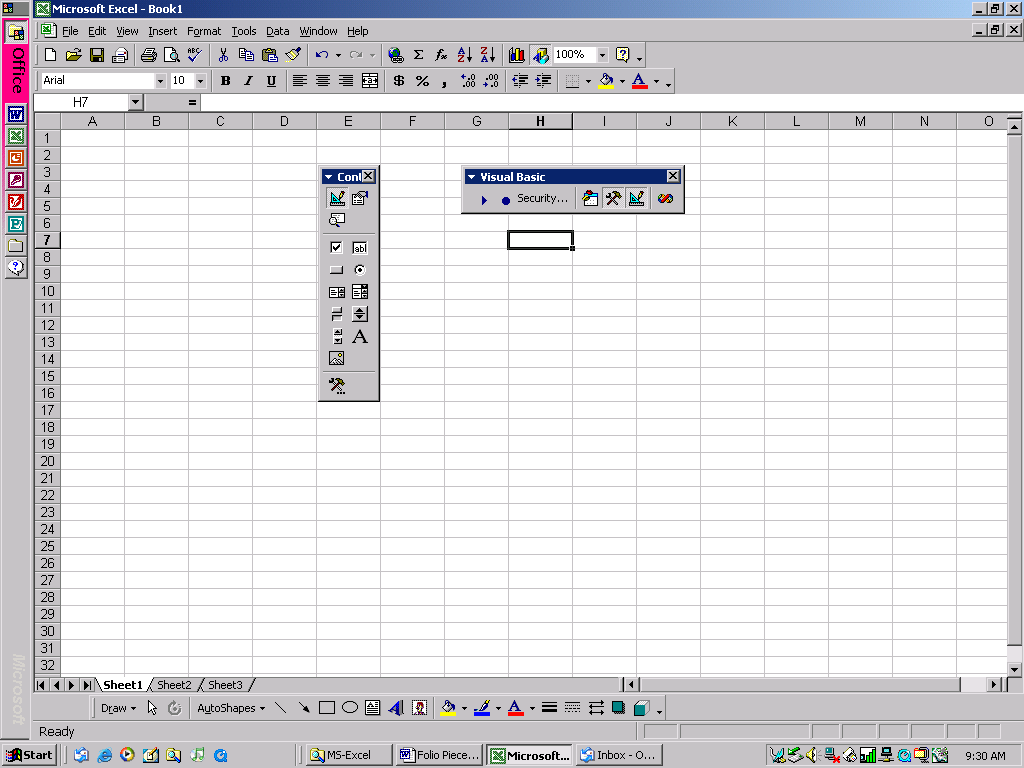 Microsoft Excel - Book1
File Edit View Insert Format Tools Data Window Help
100%
Arial 10 B I U $ % ,
H7 =
A B C D E F G H I J K L M N O
1
2
3
4
5
6
7
8
9
10
11
12
13
14
15
16
17
18
19
20
21
22
23
24
25
26
27
28
29
30
31
32
Cont
ab
A
Visual Basic
Security...
Office
Microsoft
Sheet1 Sheet2 Sheet3
Draw AutoShapes
Ready
Start MS-Excel Folio Piece... Microsoft... Inbox - O... 9:30 AM